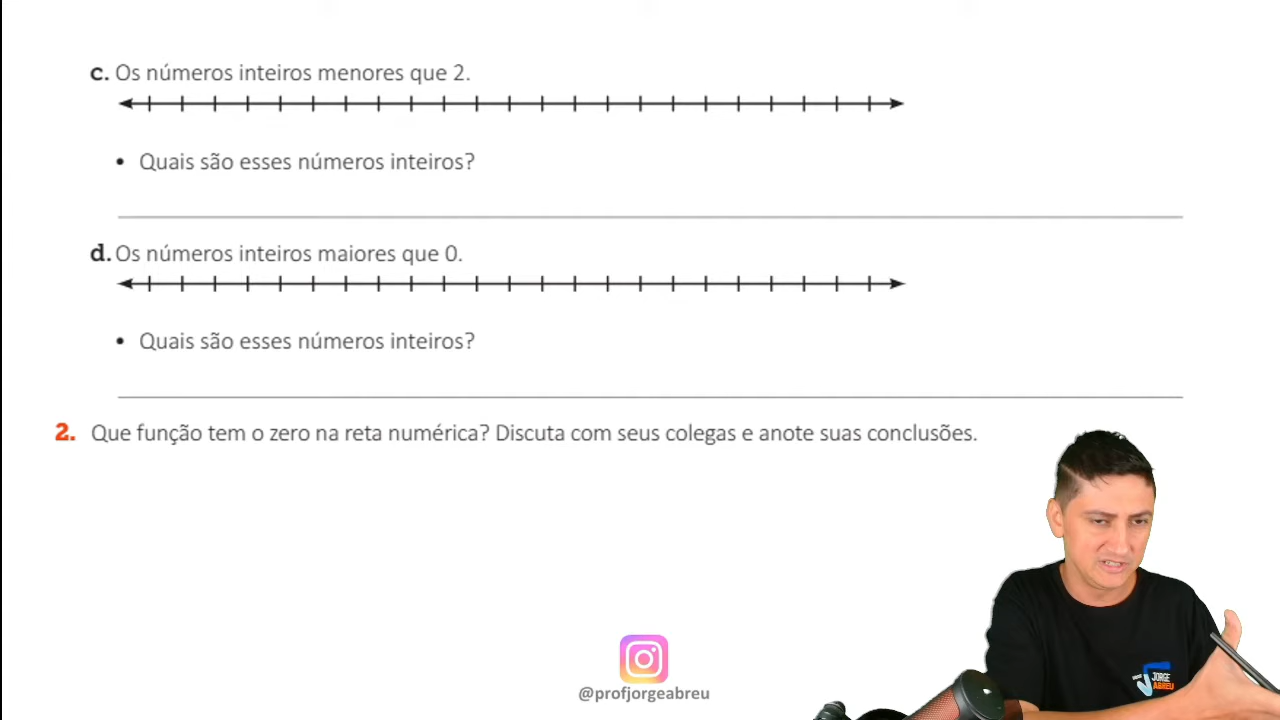 c. Os números inteiros menores que 2.
• Quais são esses números inteiros?
d. Os números inteiros maiores que 0.
• Quais são esses números inteiros?
2. Que função tem o zero na reta numérica? Discuta com seus colegas e anote suas conclusões.
JORGE
ABREU
@profjorgeabreu